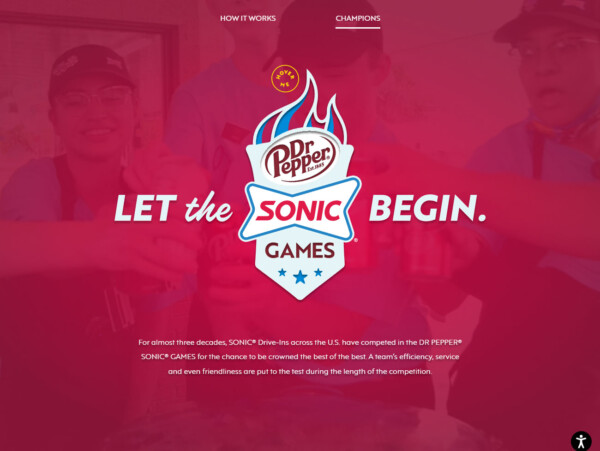 HOW IT WORKS
CHAMPIONS
HOVER ME
Dr Pepper
Est. 1885
LET the SONIC BEGIN.
GAMES
For almost three decades, SONIC® Drive-Ins across the U.S. have competed in the DR PEPPER®
SONIC® GAMES for the chance to be crowned the best of the best. A team's efficiency, service
and even friendliness are put to the test during the length of the competition.